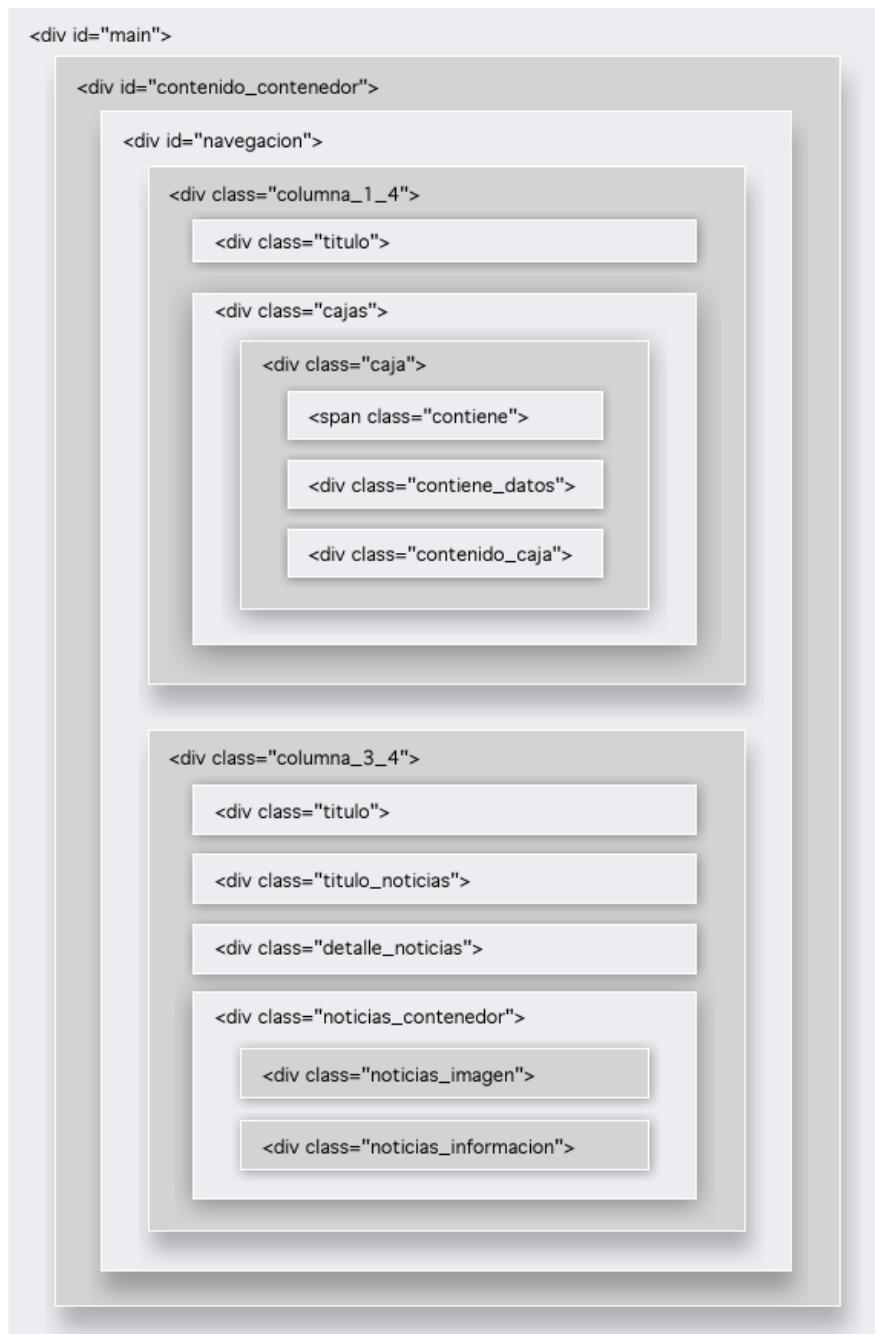 <div id="main">
<div id="contenido_contenedor">
<div id="navegacion">
<div class="columna_1_4">
<div class="titulo">
<div class="cajas">
<div class="caja">
<span class="contiene">
<div class="contiene_datos">
<div class="contenido_caja">
<div class="columna_3_4">
<div class="titulo">
<div class="titulo_noticias">
<div class="detalle_noticias">
<div class="noticias_contenedor">
<div class="noticias_imagen">
<div class="noticias_informacion">